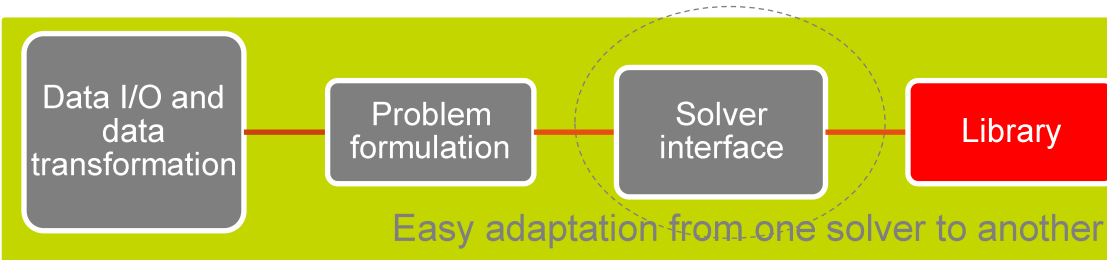 Data I/O and
data
transformation
Problem
formulation
Solver
interface
Library
Easy adaptation from one solver to another